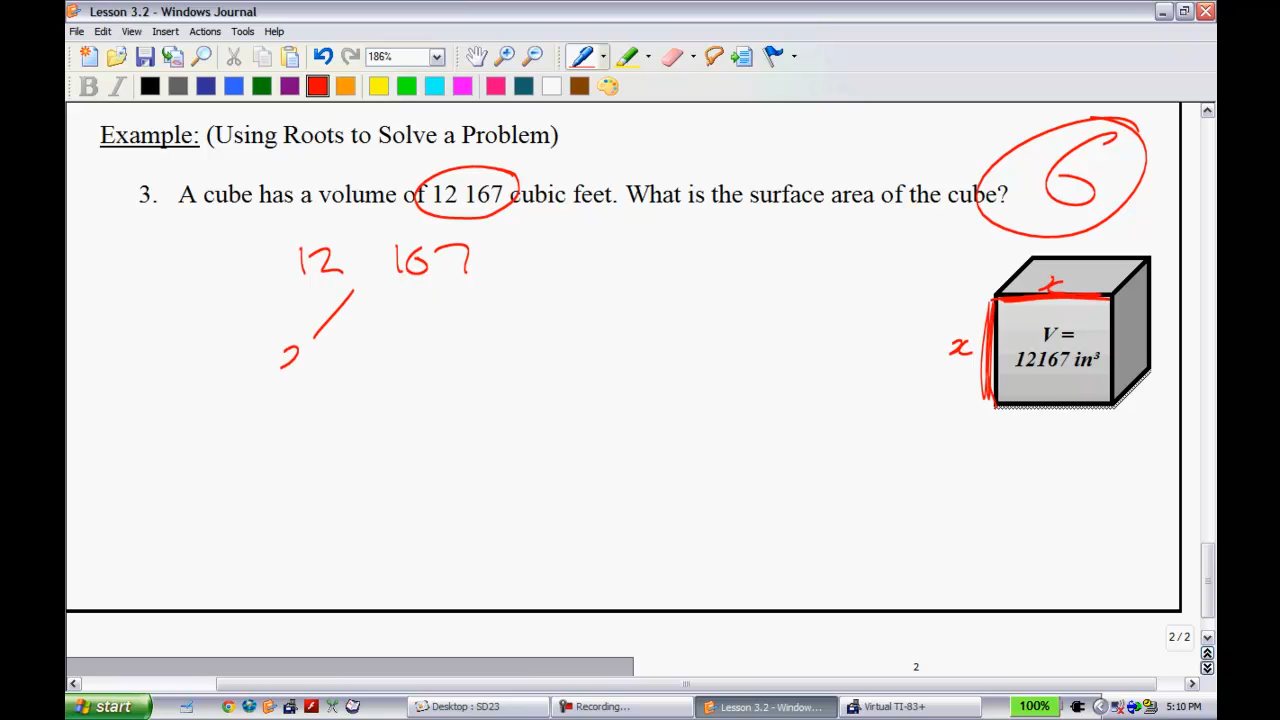 Lesson 3.2 - Windows Journal
File Edit View Insert Actions Tools Help
186%
B I
Example: (Using Roots to Solve a Problem)
6
3. A cube has a volume of 12 167 cubic feet. What is the surface area of the cube?
12 167
x
x
V =
12167 in³
2/2
2
start
Desktop : SD23
Recording...
Lesson 3.2 - Window...
Virtual TI-83+
100%
5:10 PM